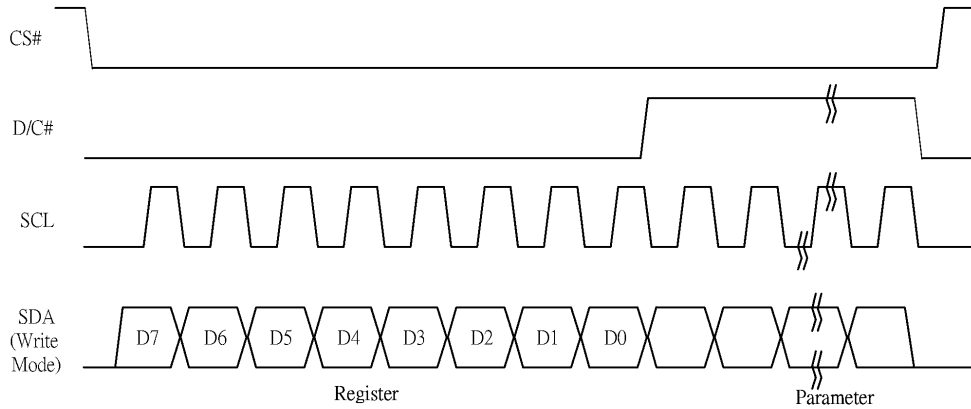 CS#
D/C#
SCL
SDA
(Write
Mode)
D7 D6 D5 D4 D3 D2 D1 D0
Register
Parameter